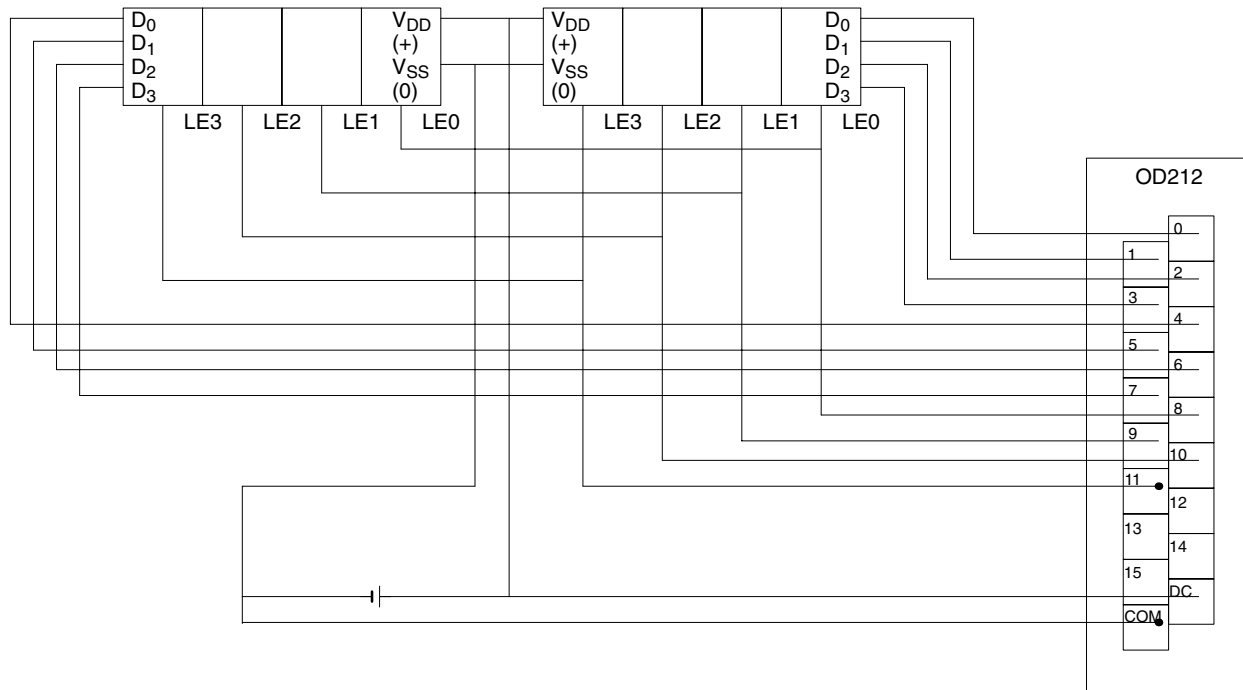 D0 VDD VDD D0
D1 (+) (+) D1
D2 VSS VSS D2
D3 (0) (0) D3
LE3 LE2 LE1 LE0 LE3 LE2 LE1 LE0
OD212
0
1
2
3
4
5
6
7
8
9
10
11
12
13
14
15
DC
COM